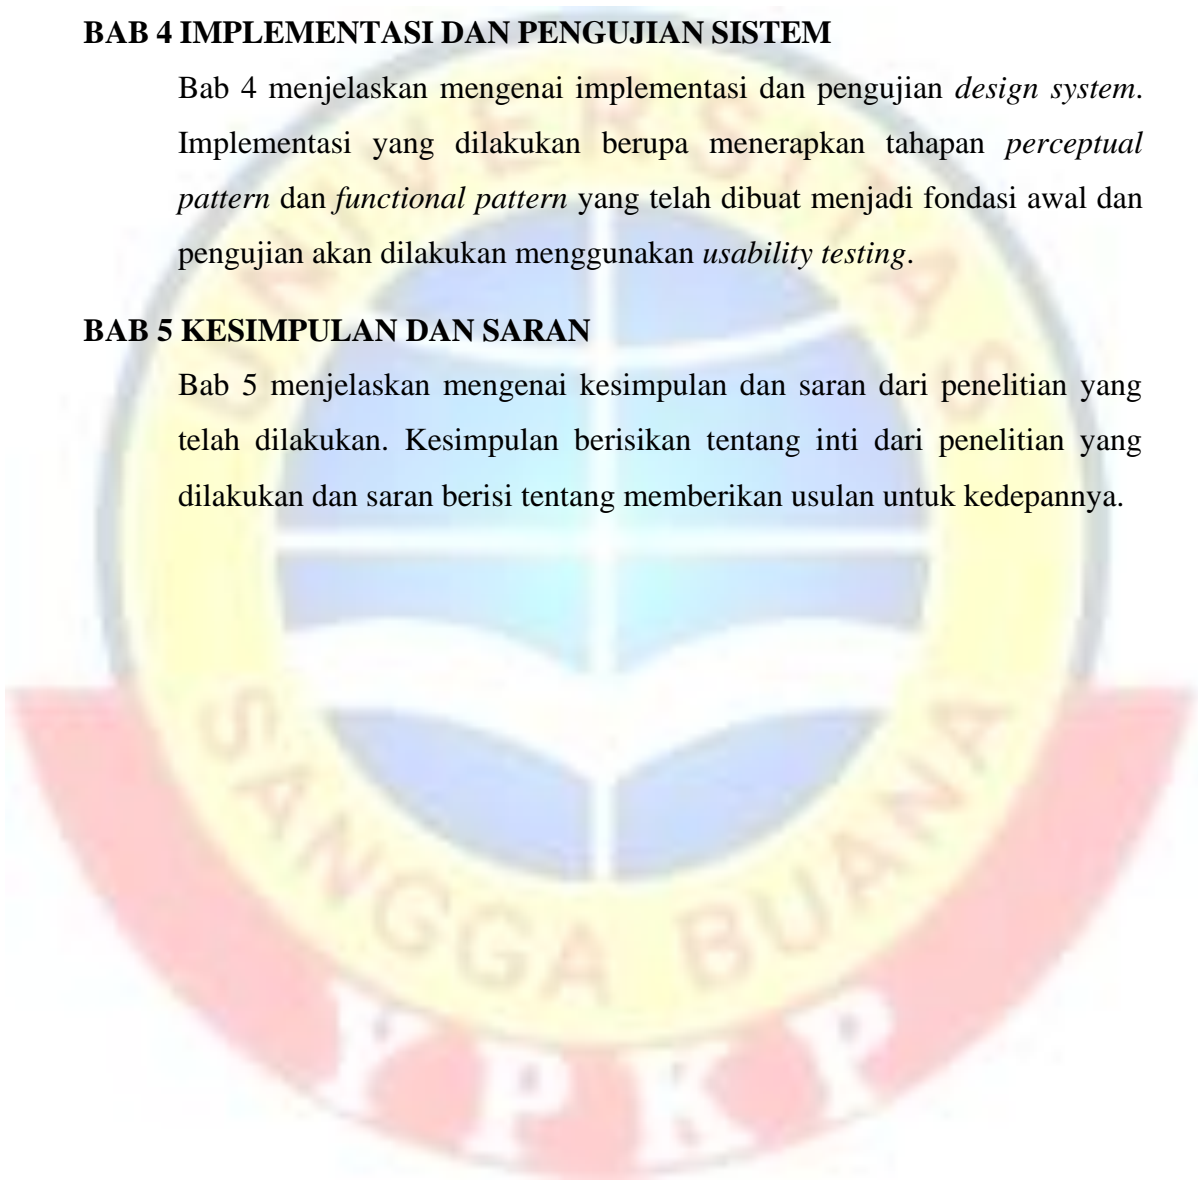 BAB 4 IMPLEMENTASI DAN PENGUJIAN SISTEM
Bab 4 menjelaskan mengenai implementasi dan pengujian design system.
Implementasi yang dilakukan berupa menerapkan tahapan perceptual
pattern dan functional pattern yang telah dibuat menjadi fondasi awal dan
pengujian akan dilakukan menggunakan usability testing.
BAB 5 KESIMPULAN DAN SARAN
Bab 5 menjelaskan mengenai kesimpulan dan saran dari penelitian yang
telah dilakukan. Kesimpulan berisikan tentang inti dari penelitian yang
dilakukan dan saran berisi tentang memberikan usulan untuk kedepannya.
UNIVERSITAS
SANGGA BUANA
YPKP